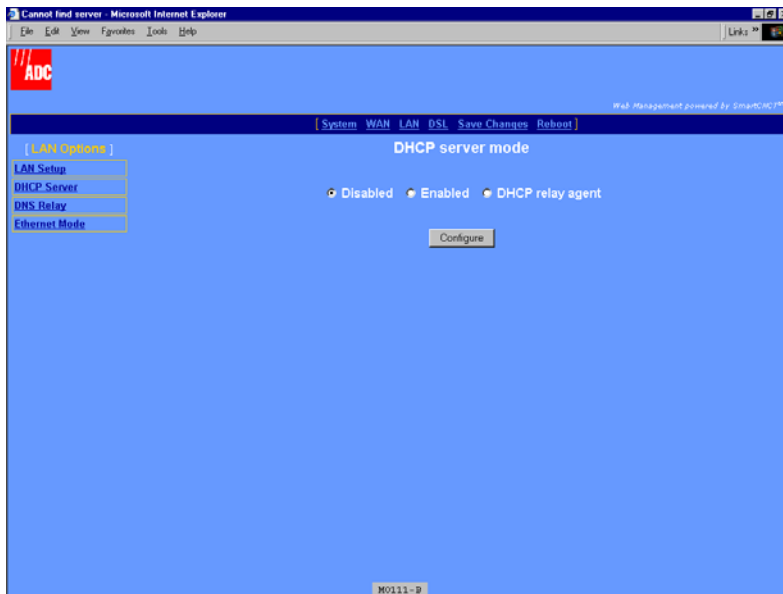 Cannot find server - Microsoft Internet Explorer
File Edit View Favorites Tools Help
Links »
ADC
Web Management powered by SmartCNCT™
[ System WAN LAN DSL Save Changes Reboot ]
[ LAN Options ]
LAN Setup
DHCP Server
DNS Relay
Ethernet Mode
DHCP server mode
Disabled Enabled DHCP relay agent
Configure
M0111-B